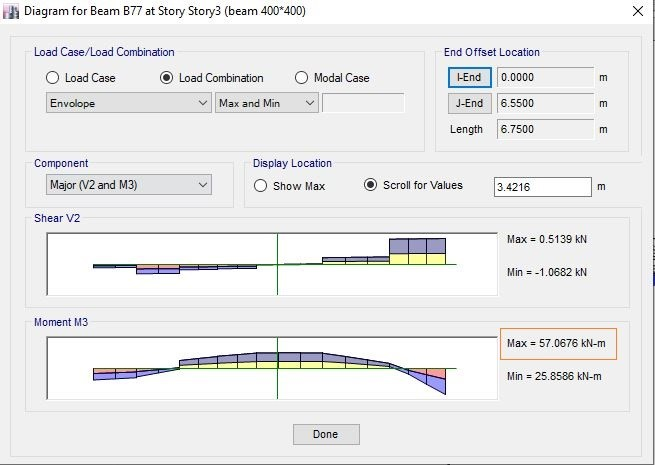 Diagram for Beam B77 at Story Story3 (beam 400*400)
Load Case/Load Combination
Load Case
Load Combination
Modal Case
Envolope
Max and Min
End Offset Location
I-End 0.0000 m
J-End 6.5500 m
Length 6.7500 m
Component
Major (V2 and M3)
Display Location
Show Max
Scroll for Values
3.4216 m
Shear V2
Max = 0.5139 kN
Min = -1.0682 kN
Moment M3
Max = 57.0676 kN-m
Min = 25.8586 kN-m
Done